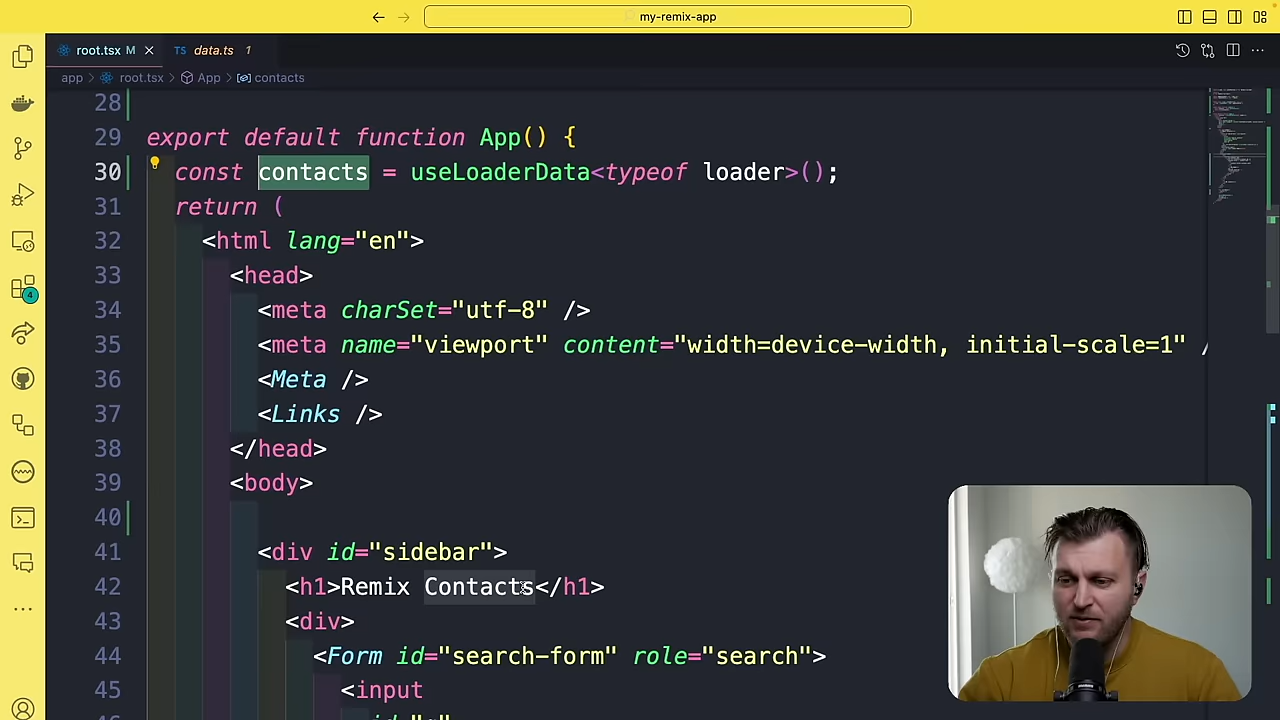 my-remix-app
root.tsx M
TS data.ts 1
app > root.tsx > App > contacts
28
29 export default function App() {
30 const contacts = useLoaderData<typeof loader>();
31 return (
32 <html lang="en">
33 <head>
34 <meta charSet="utf-8" />
35 <meta name="viewport" content="width=device-width, initial-scale=1" /
36 <Meta />
37 <Links />
38 </head>
39 <body>
40
41 <div id="sidebar">
42 <h1>Remix Contacts</h1>
43 <div>
44 <Form id="search-form" role="search">
45 <input
4